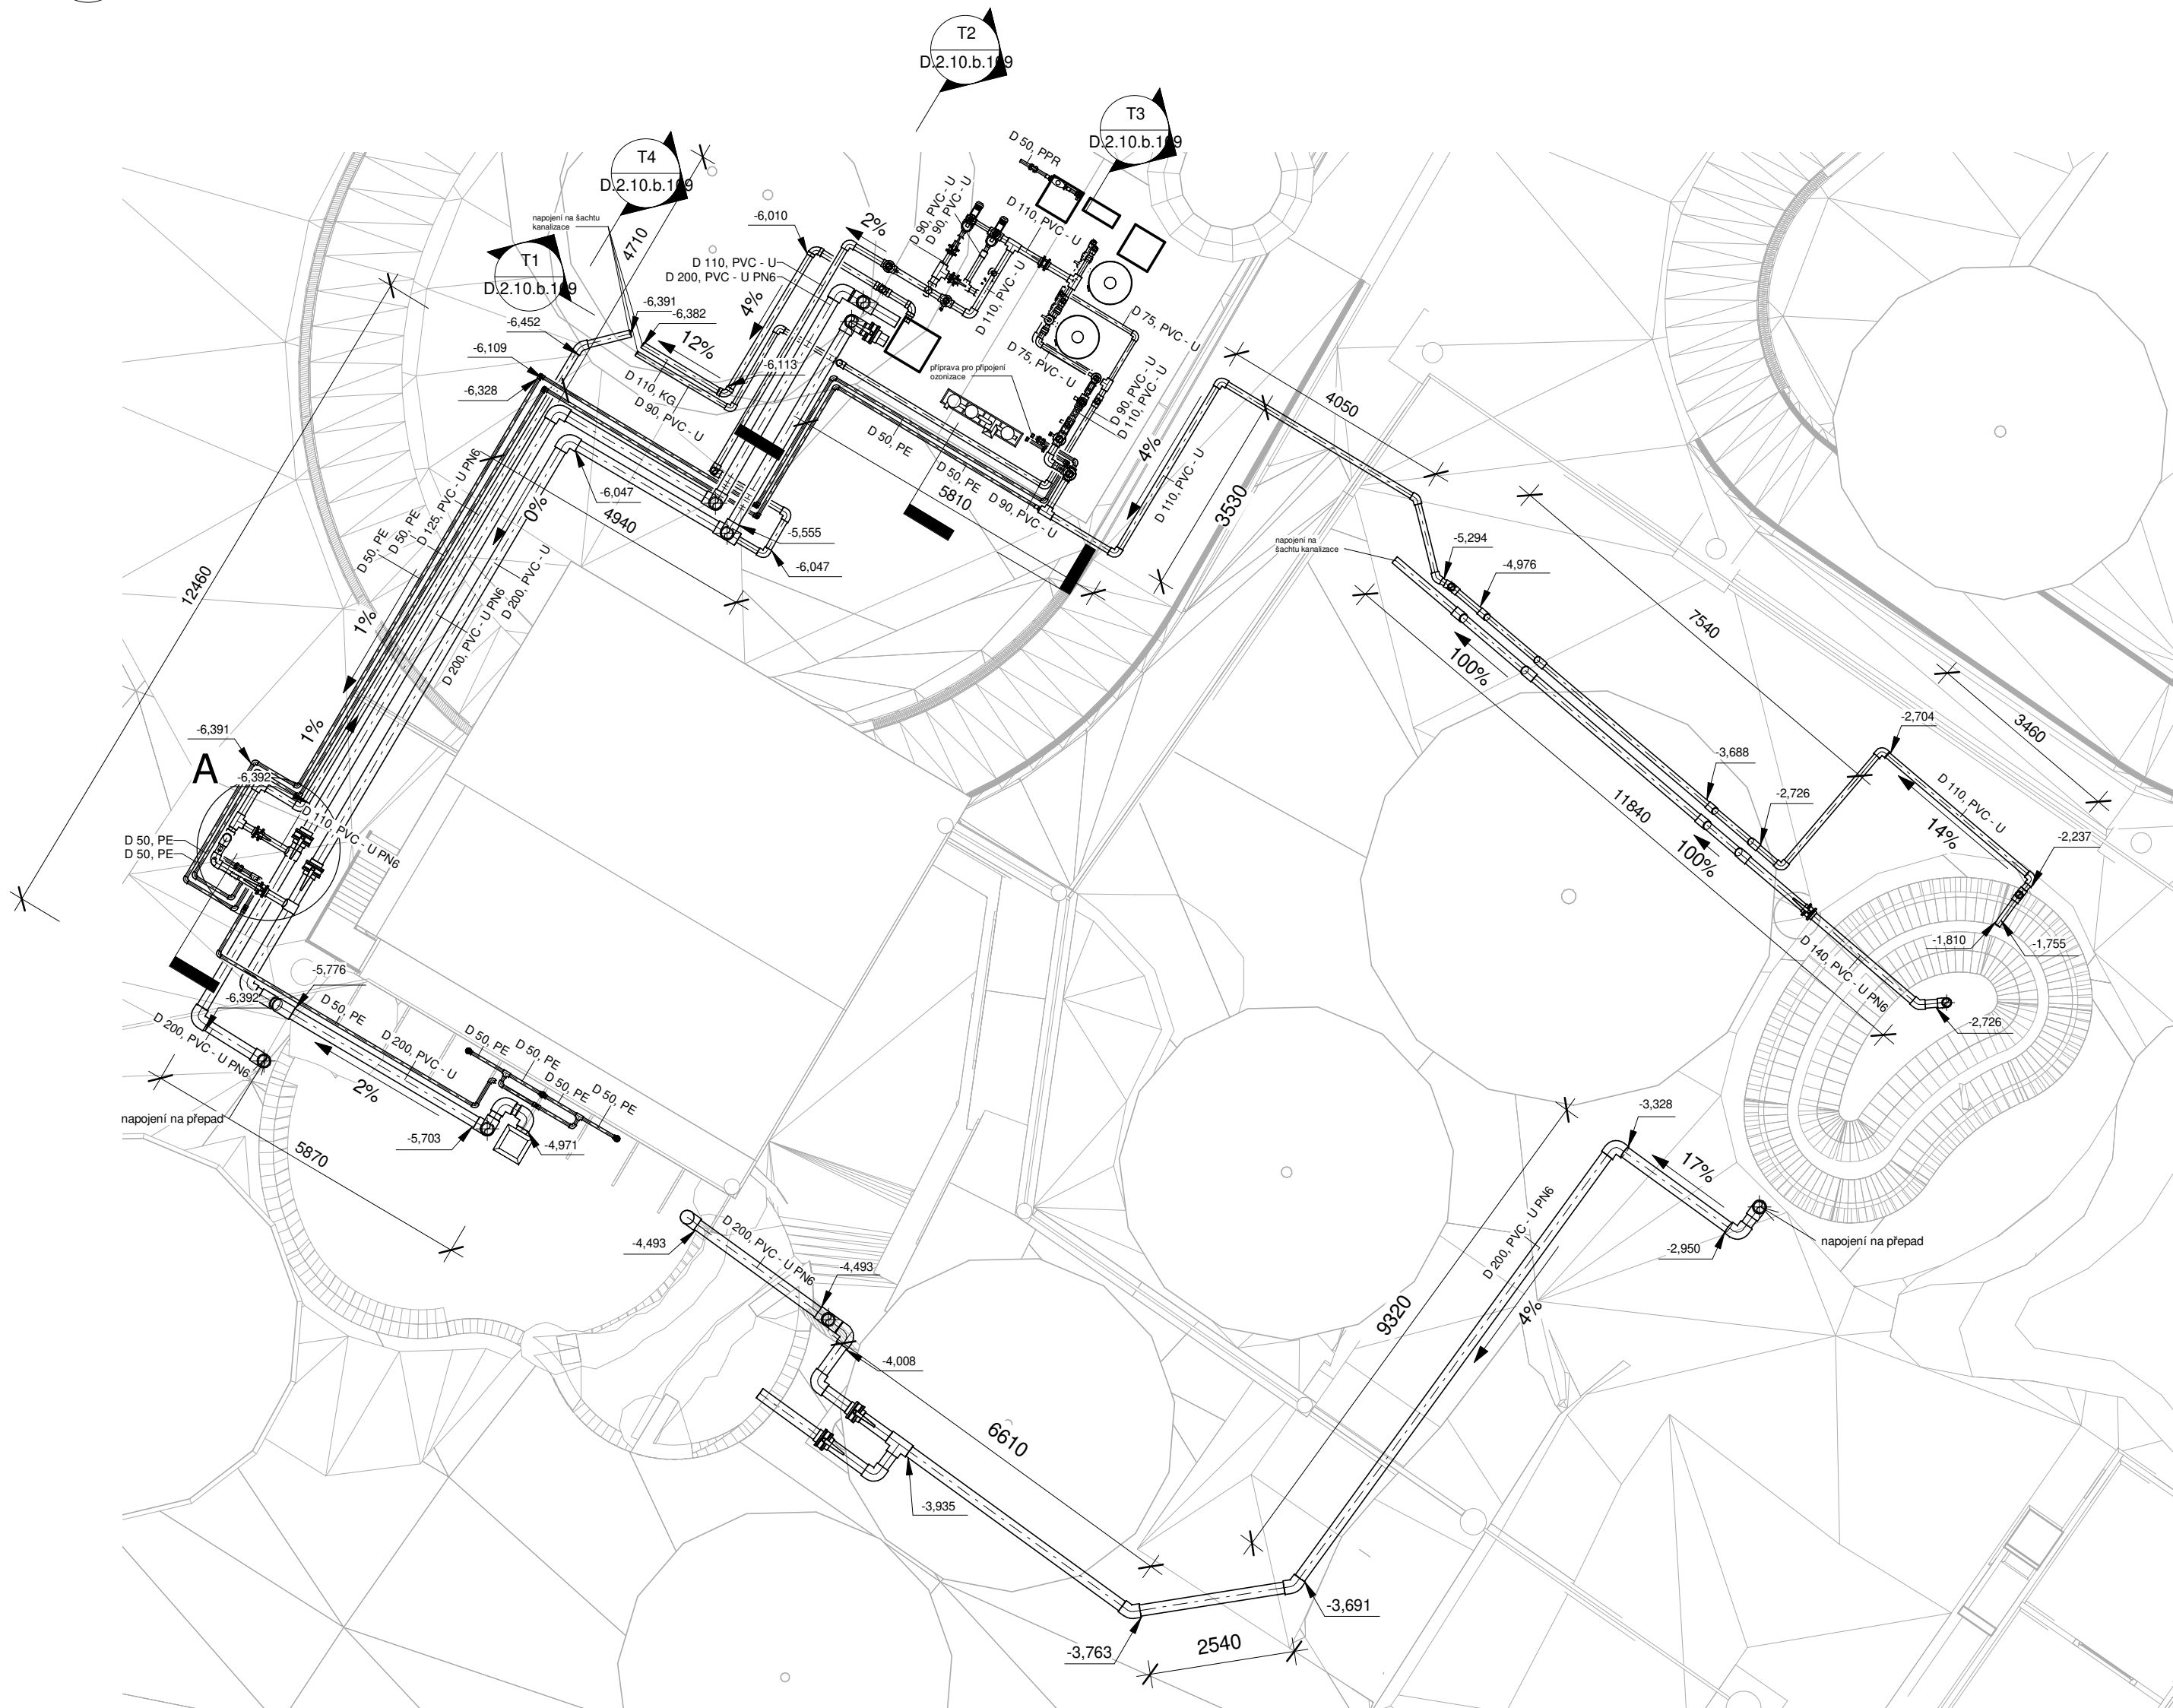 T2
D.2.10.b.109
T3
D.2.10.b.109
T4
D.2.10.b.109
T1
D.2.10.b.109
D 50, PPR
napojení na šachtu
kanalizace
4710
-6,010
2%
D 90, PVC - U
D 90, PVC - U
D 110, PVC - U
D 110, PVC - U
D 200, PVC - U PN6
-6,391
-6,382
-6,452
4%
12%
D 110, PVC - U
D 75, PVC - U
-6,109
-6,328
-6,113
D 75, PVC - U
příprava pro připojení
ozonizace
D 110, KG
D 90, PVC - U
D 90, PVC - U
D 110, PVC - U
4050
D 50, PE
D 50, PE
D 90, PVC - U
5810
4%
D 110, PVC - U
3530
-6,047
4940
0%
-5,555
-6,047
D 50, PE
D 50, PE
D 125, PVC - U PN6
D 200, PVC - U
D 200, PVC - U PN6
12460
1%
1%
napojení na
šachtu kanalizace
-5,294
-4,976
7540
100%
-2,704
3460
-3,688
D 110, PVC - U
11840
-2,726
14%
100%
-2,237
-6,391
A
-6,392
D 110, PVC - U PN6
D 50, PE
D 50, PE
-1,810
-1,755
D 140, PVC - U PN6
-2,726
-5,776
-6,392
D 50, PE
D 200, PVC - U PN6
D 200, PVC - U
D 50, PE
D 50, PE
D 50, PE
D 50, PE
2%
napojení na přepad
-5,703
-4,971
5870
-3,328
17%
D 200, PVC - U PN6
-2,950
napojení na přepad
-4,493
D 200, PVC - U PN6
-4,493
9320
4%
-4,008
6610
-3,935
-3,691
-3,763
2540